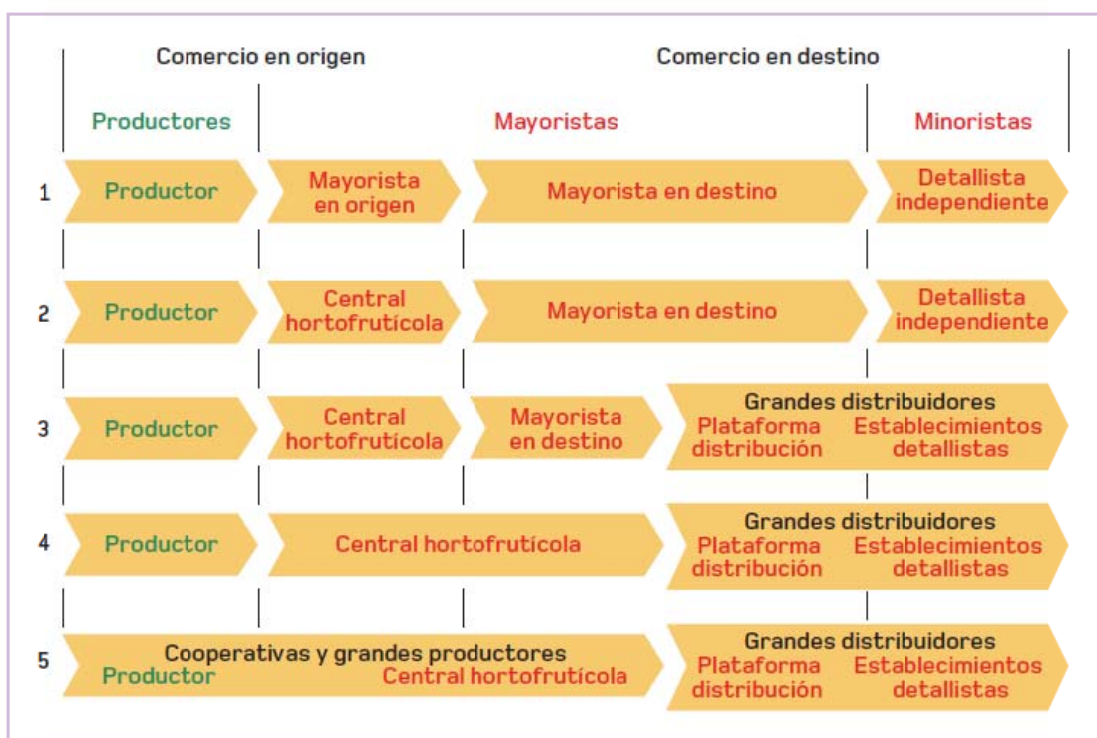 Comercio en origen Comercio en destino
Productores Mayoristas Minoristas
1 Productor Mayorista en origen Mayorista en destino Detallista independiente
2 Productor Central hortofrutícola Mayorista en destino Detallista independiente
3 Productor Central hortofrutícola Mayorista en destino Grandes distribuidores Plataforma distribución Establecimientos detallistas
4 Productor Central hortofrutícola Grandes distribuidores Plataforma distribución Establecimientos detallistas
5 Cooperativas y grandes productores Productor Central hortofrutícola Grandes distribuidores Plataforma distribución Establecimientos detallistas